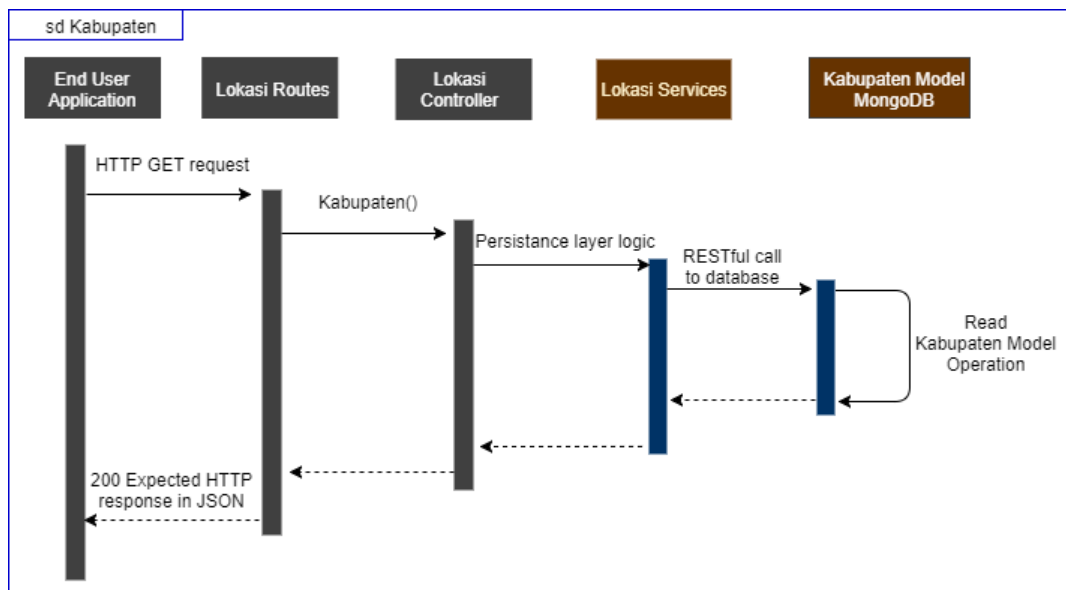 sd Kabupaten
End User
Application
Lokasi Routes
Lokasi
Controller
Lokasi Services
Kabupaten Model
MongoDB
HTTP GET request
Kabupaten()
Persistance layer logic
RESTful call
to database
Read
Kabupaten Model
Operation
200 Expected HTTP
response in JSON